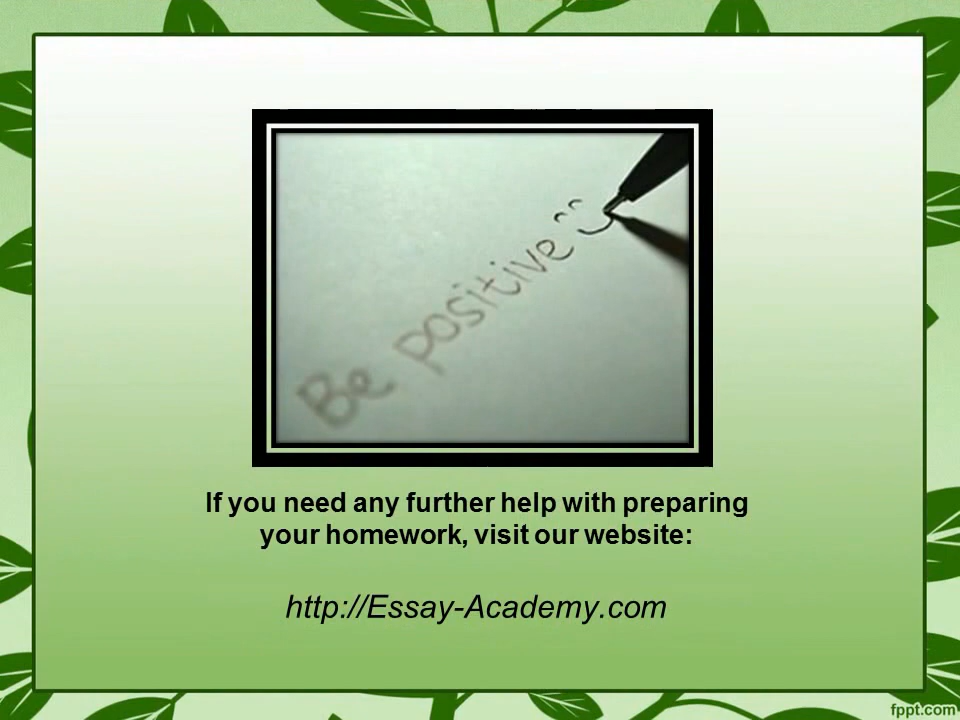 Be positive
If you need any further help with preparing
your homework, visit our website:
http://Essay-Academy.com
fppt.com